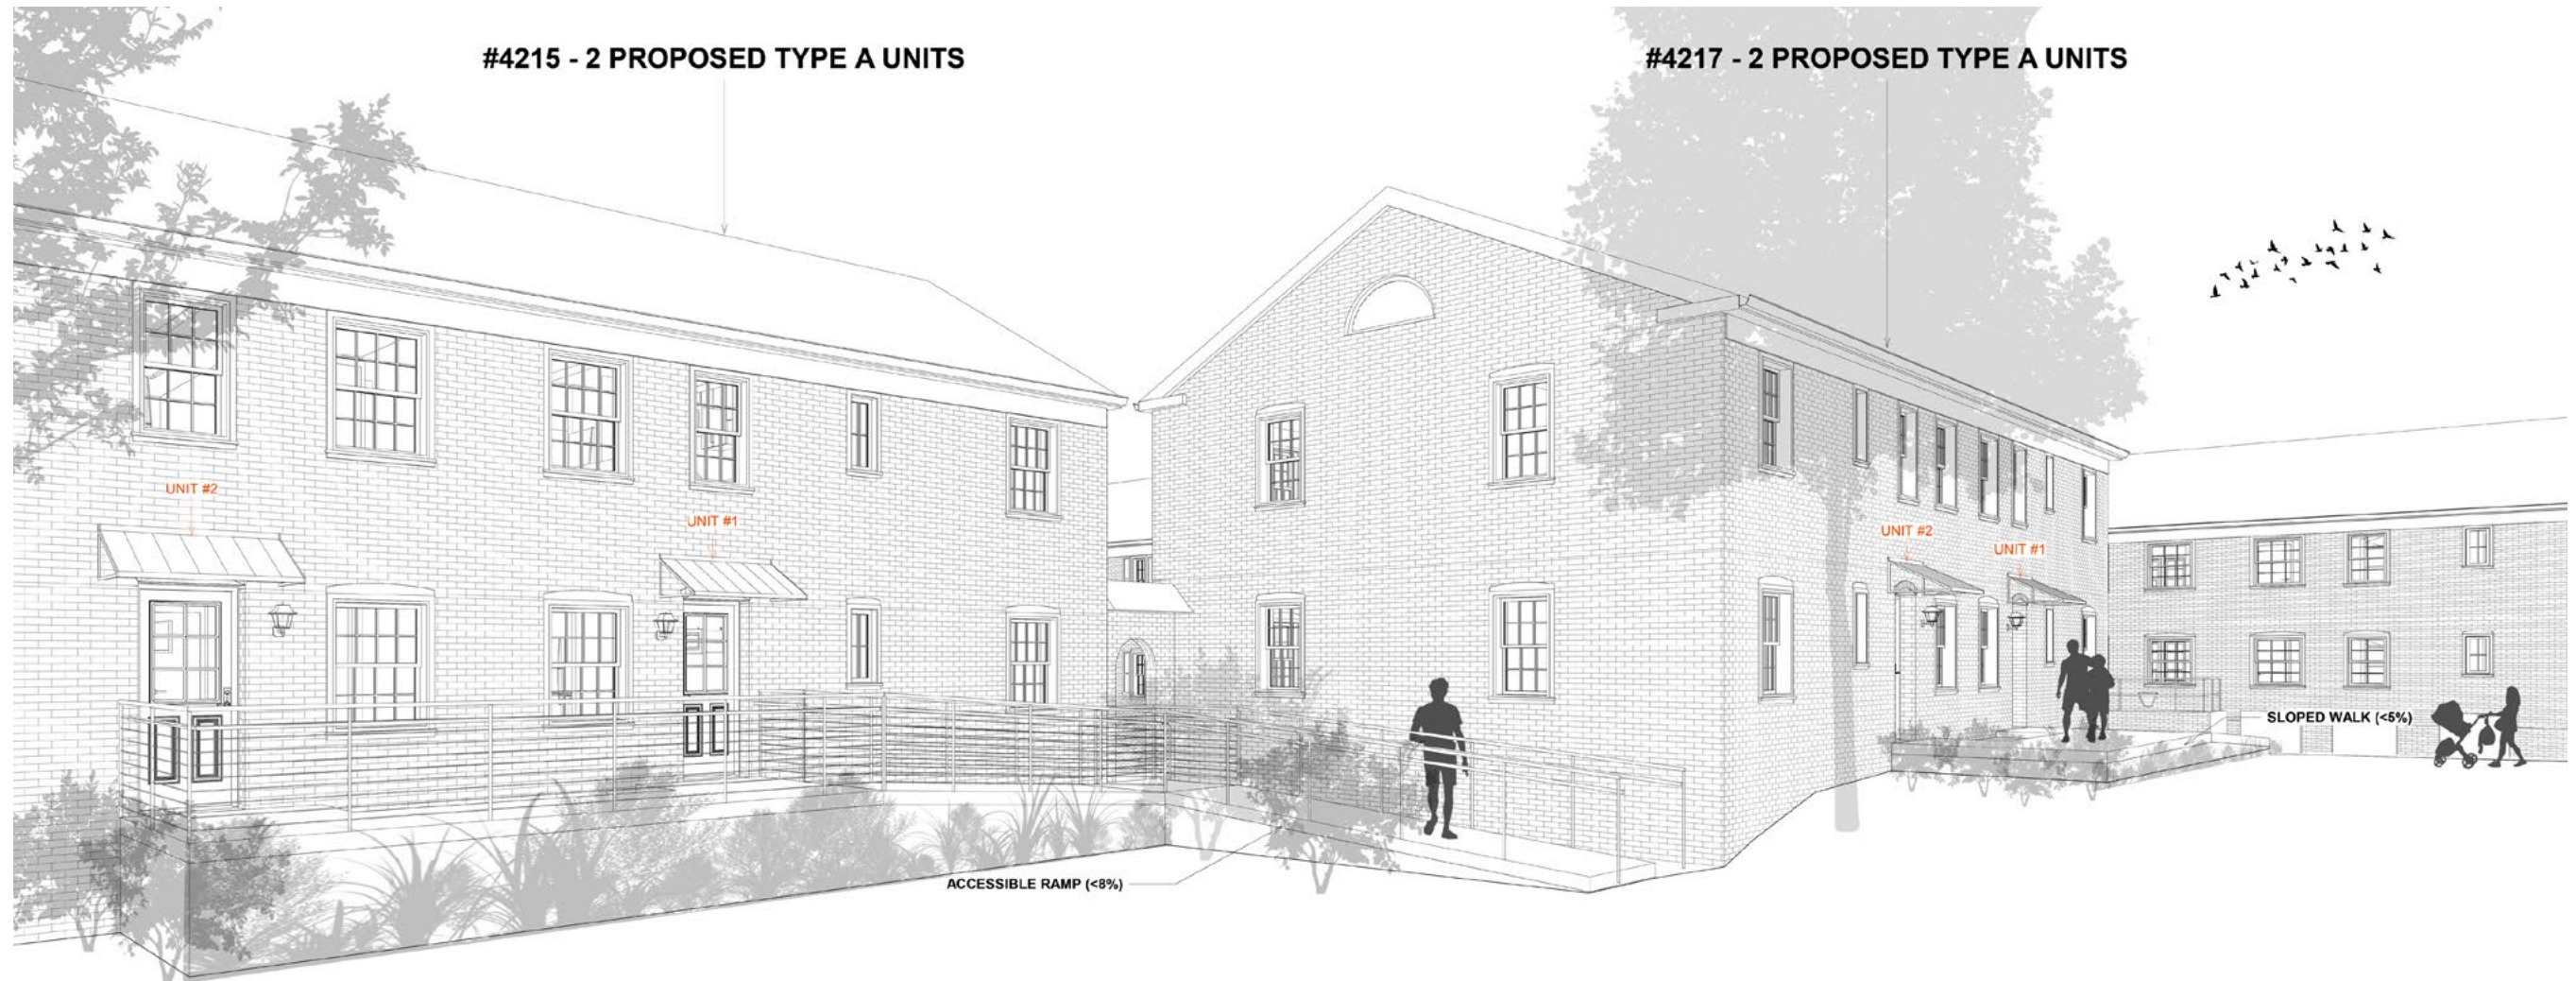 #4215 - 2 PROPOSED TYPE A UNITS
#4217 - 2 PROPOSED TYPE A UNITS
UNIT #2
UNIT #1
UNIT #2
UNIT #1
SLOPED WALK (<5%)
ACCESSIBLE RAMP (<8%)